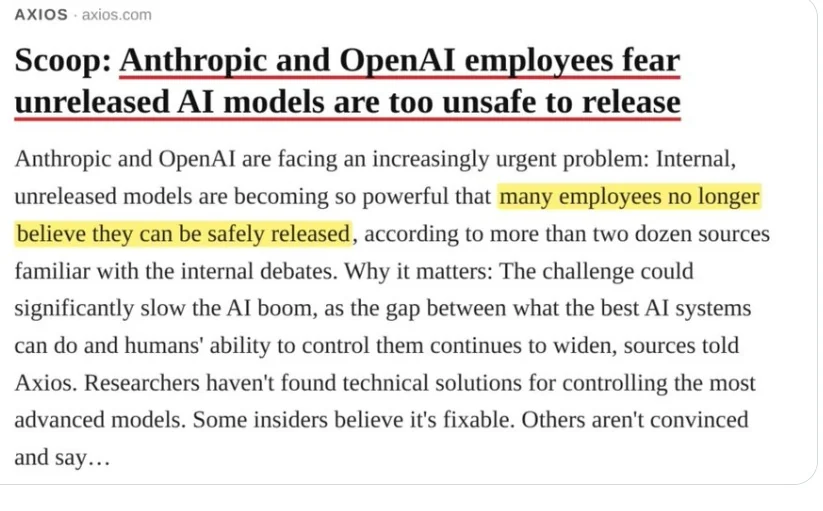 AXIOS · axios.com
Scoop: Anthropic and OpenAI employees fear
unreleased AI models are too unsafe to release
Anthropic and OpenAI are facing an increasingly urgent problem: Internal,
unreleased models are becoming so powerful that many employees no longer
believe they can be safely released, according to more than two dozen sources
familiar with the internal debates. Why it matters: The challenge could
significantly slow the AI boom, as the gap between what the best AI systems
can do and humans' ability to control them continues to widen, sources told
Axios. Researchers haven't found technical solutions for controlling the most
advanced models. Some insiders believe it's fixable. Others aren't convinced
and say…